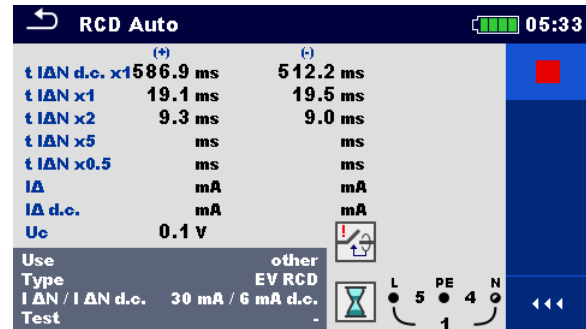 RCD Auto 05:33
(+) (-)
t IΔN d.c. x1 586.9 ms 512.2 ms
t IΔN x1 19.1 ms 19.5 ms
t IΔN x2 9.3 ms 9.0 ms
t IΔN x5 ms ms
t IΔN x0.5 ms ms
IΔ mA mA
IΔ d.c. mA mA
Uc 0.1 V
Use other
Type EV RCD
I ΔN / I ΔN d.c. 30 mA / 6 mA d.c.
Test -
!
L PE N
5 4
1